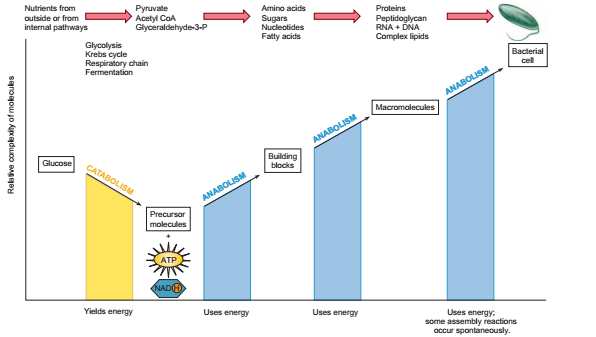 Nutrients from
outside or from
internal pathways
Pyruvate
Acetyl CoA
Glyceraldehyde-3-P
Amino acids
Sugars
Nucleotides
Fatty acids
Proteins
Peptidoglycan
RNA + DNA
Complex lipids
Glycolysis
Krebs cycle
Respiratory chain
Fermentation
Bacterial
cell
Relative complexity of molecules
Glucose
CATABOLISM
Precursor
molecules
+
ATP
NADH
ANABOLISM
Building
blocks
ANABOLISM
Macromolecules
ANABOLISM
Yields energy
Uses energy
Uses energy
Uses energy;
some assembly reactions
occur spontaneously.